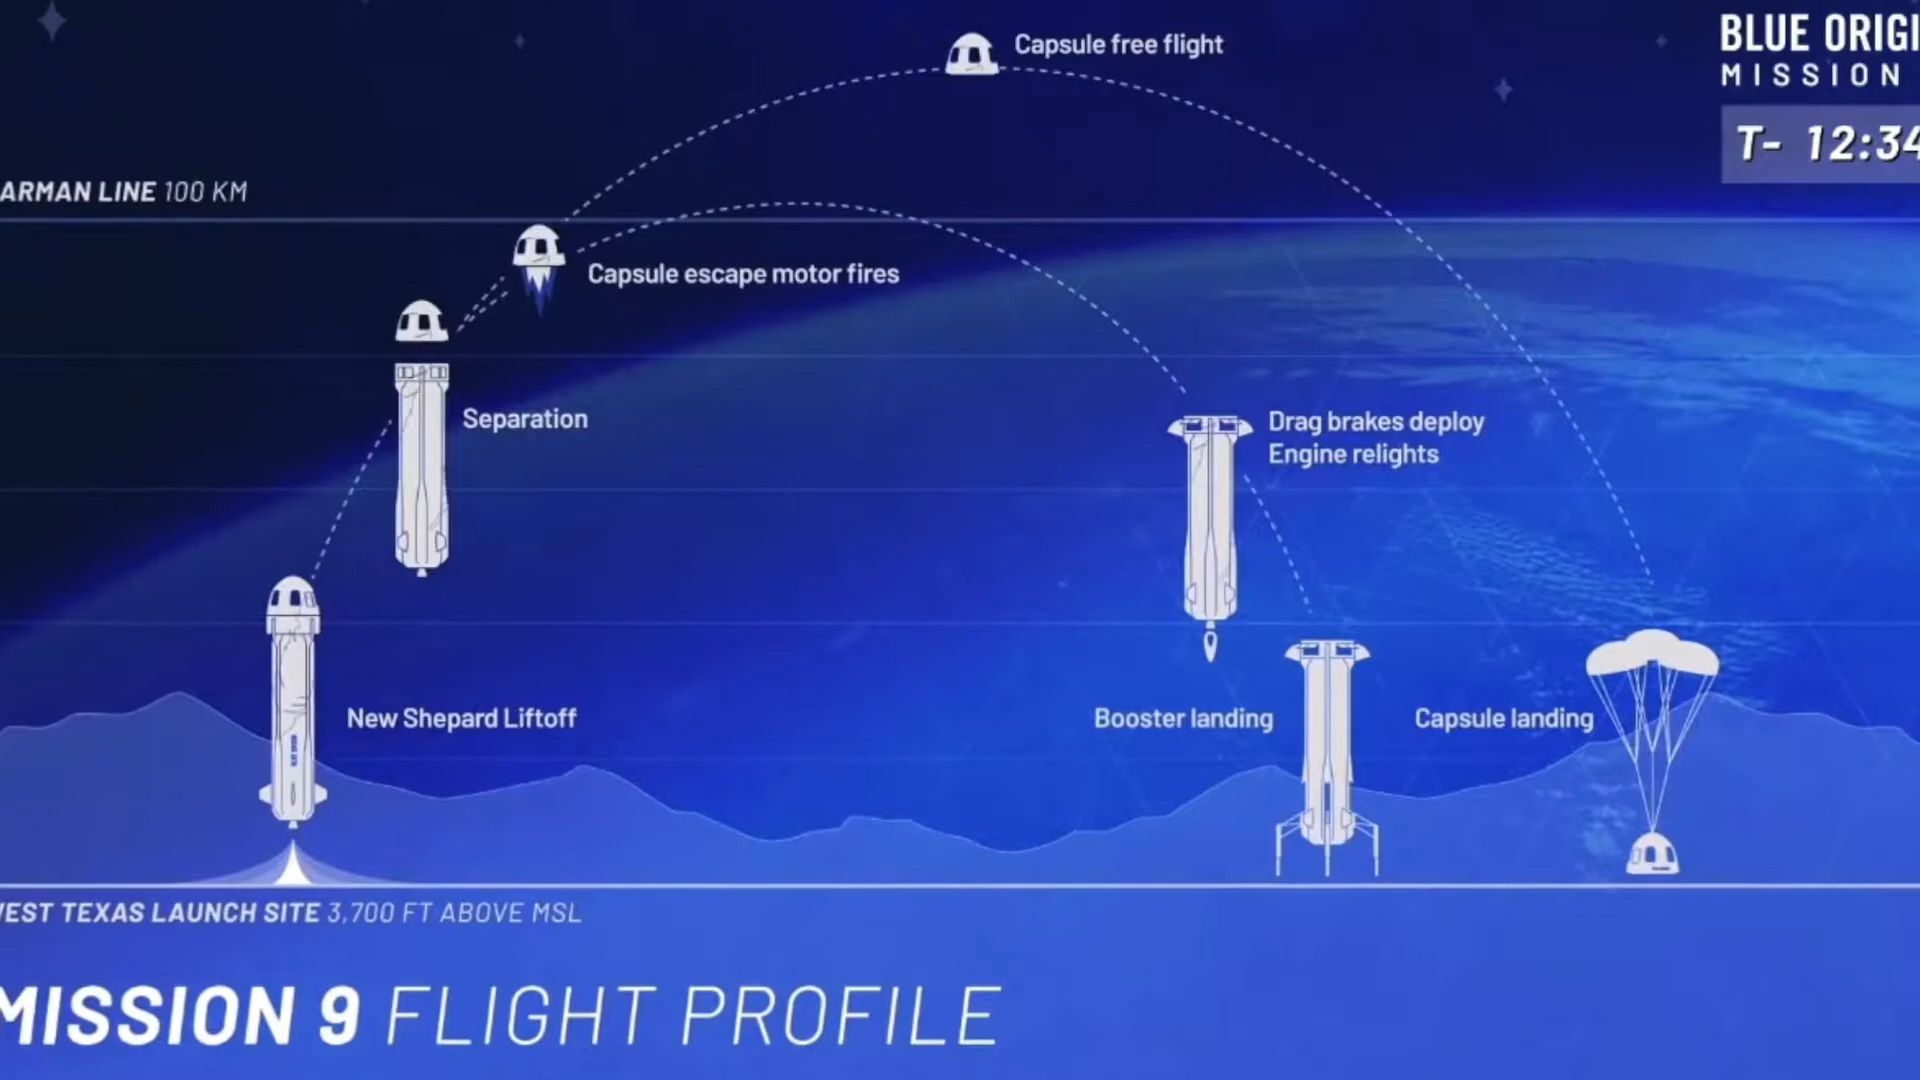 Capsule free flight
BLUE ORIGI
MISSION
T- 12:34
ARMAN LINE 100 KM
Capsule escape motor fires
Separation
Drag brakes deploy
Engine relights
New Shepard Liftoff
Booster landing
Capsule landing
WEST TEXAS LAUNCH SITE 3,700 FT ABOVE MSL
MISSION 9 FLIGHT PROFILE